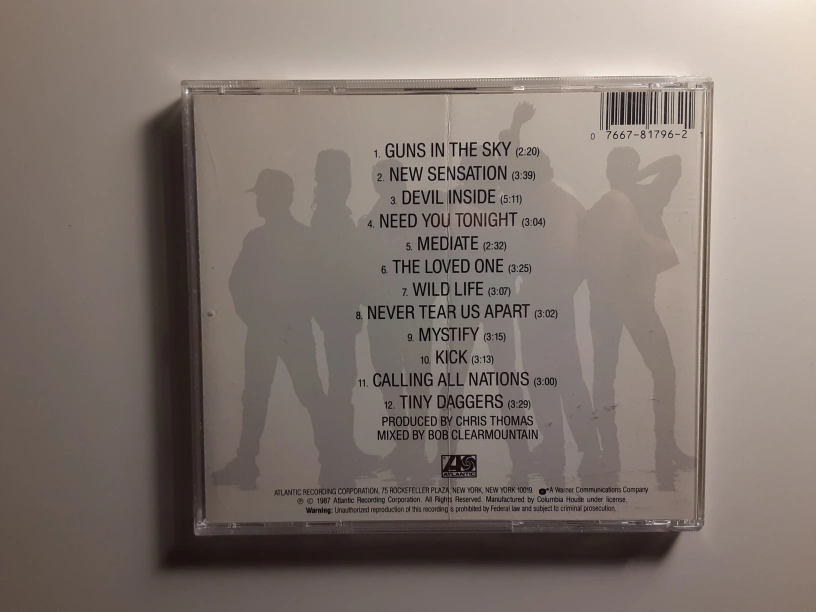 0 7667-81796-2 1
1. GUNS IN THE SKY (2:20)
2. NEW SENSATION (3:39)
3. DEVIL INSIDE (5:11)
4. NEED YOU TONIGHT (3:04)
5. MEDIATE (2:32)
6. THE LOVED ONE (3:25)
7. WILD LIFE (3:07)
8. NEVER TEAR US APART (3:02)
9. MYSTIFY (3:15)
10. KICK (3:13)
11. CALLING ALL NATIONS (3:00)
12. TINY DAGGERS (3:29)
PRODUCED BY CHRIS THOMAS
MIXED BY BOB CLEARMOUNTAIN
ATLANTIC
ATLANTIC RECORDING CORPORATION, 75 ROCKEFELLER PLAZA, NEW YORK, NEW YORK 10019. A Warner Communications Company
℗ © 1987 Atlantic Recording Corporation. All Rights Reserved. Manufactured by Columbia House under license.
Warning: Unauthorized reproduction of this recording is prohibited by Federal law and subject to criminal prosecution.